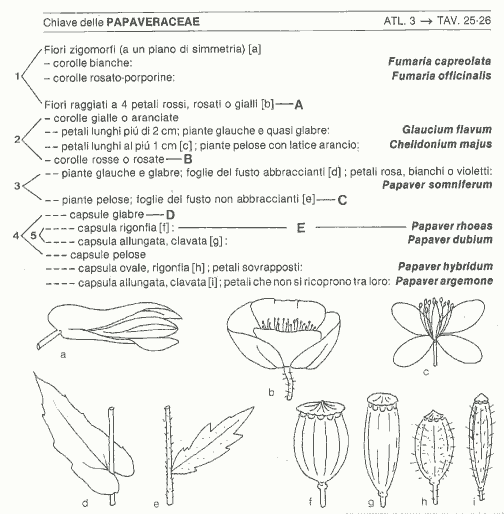 Chiave delle PAPAVERACEAE ATL. 3 → TAV. 25-26
Fiori zigomorfi (a un piano di simmetria) [a]
– corolle bianche: Fumaria capreolata
1 – corolle rosato-porporine: Fumaria officinalis
Fiori raggiati a 4 petali rossi, rosati o gialli [b] — A
– corolle gialle o aranciate
2 – – petali lunghi piú di 2 cm; piante glauche e quasi glabre: Glaucium flavum
– – petali lunghi al piú 1 cm [c]; piante pelose con latice arancio: Chelidonium majus
– corolle rosse o rosate — B
– – piante glauche e glabre; foglie del fusto abbraccianti [d]; petali rosa, bianchi o violetti:
3 Papaver somniferum
– – piante pelose; foglie del fusto non abbraccianti [e] — C
– – – capsule glabre — D
4 5 – – – – capsula rigonfia [f]: — E — Papaver rhoeas
– – – – capsula allungata, clavata [g]: Papaver dubium
– – – capsule pelose
– – – – capsula ovale, rigonfia [h]; petali sovrapposti: Papaver hybridum
– – – – capsula allungata, clavata [i]; petali che non si ricoprono tra loro: Papaver argemone
a
b
c
d
e
f
g
h
i